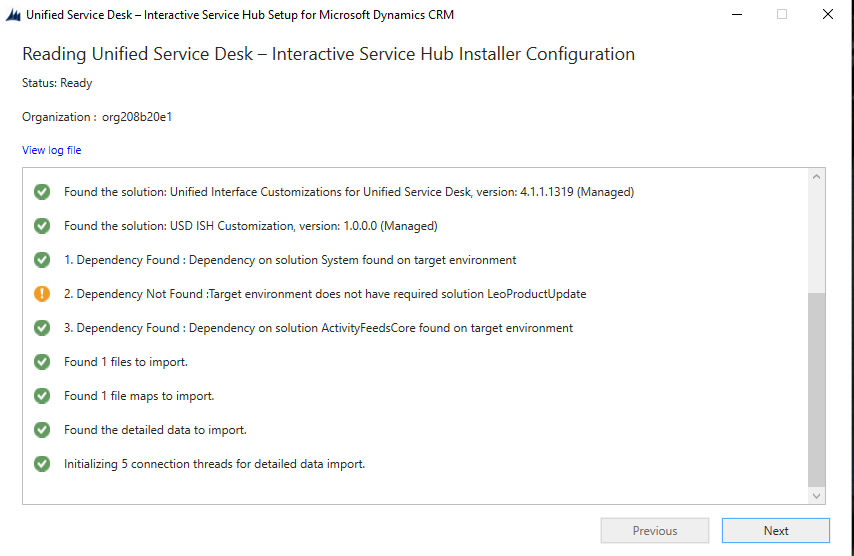 Unified Service Desk – Interactive Service Hub Setup for Microsoft Dynamics CRM
Reading Unified Service Desk – Interactive Service Hub Installer Configuration
Status: Ready
Organization : org208b20e1
View log file
Found the solution: Unified Interface Customizations for Unified Service Desk, version: 4.1.1.1319 (Managed)
Found the solution: USD ISH Customization, version: 1.0.0.0 (Managed)
1. Dependency Found : Dependency on solution System found on target environment
2. Dependency Not Found :Target environment does not have required solution LeoProductUpdate
3. Dependency Found : Dependency on solution ActivityFeedsCore found on target environment
Found 1 files to import.
Found 1 file maps to import.
Found the detailed data to import.
Initializing 5 connection threads for detailed data import.
Previous
Next